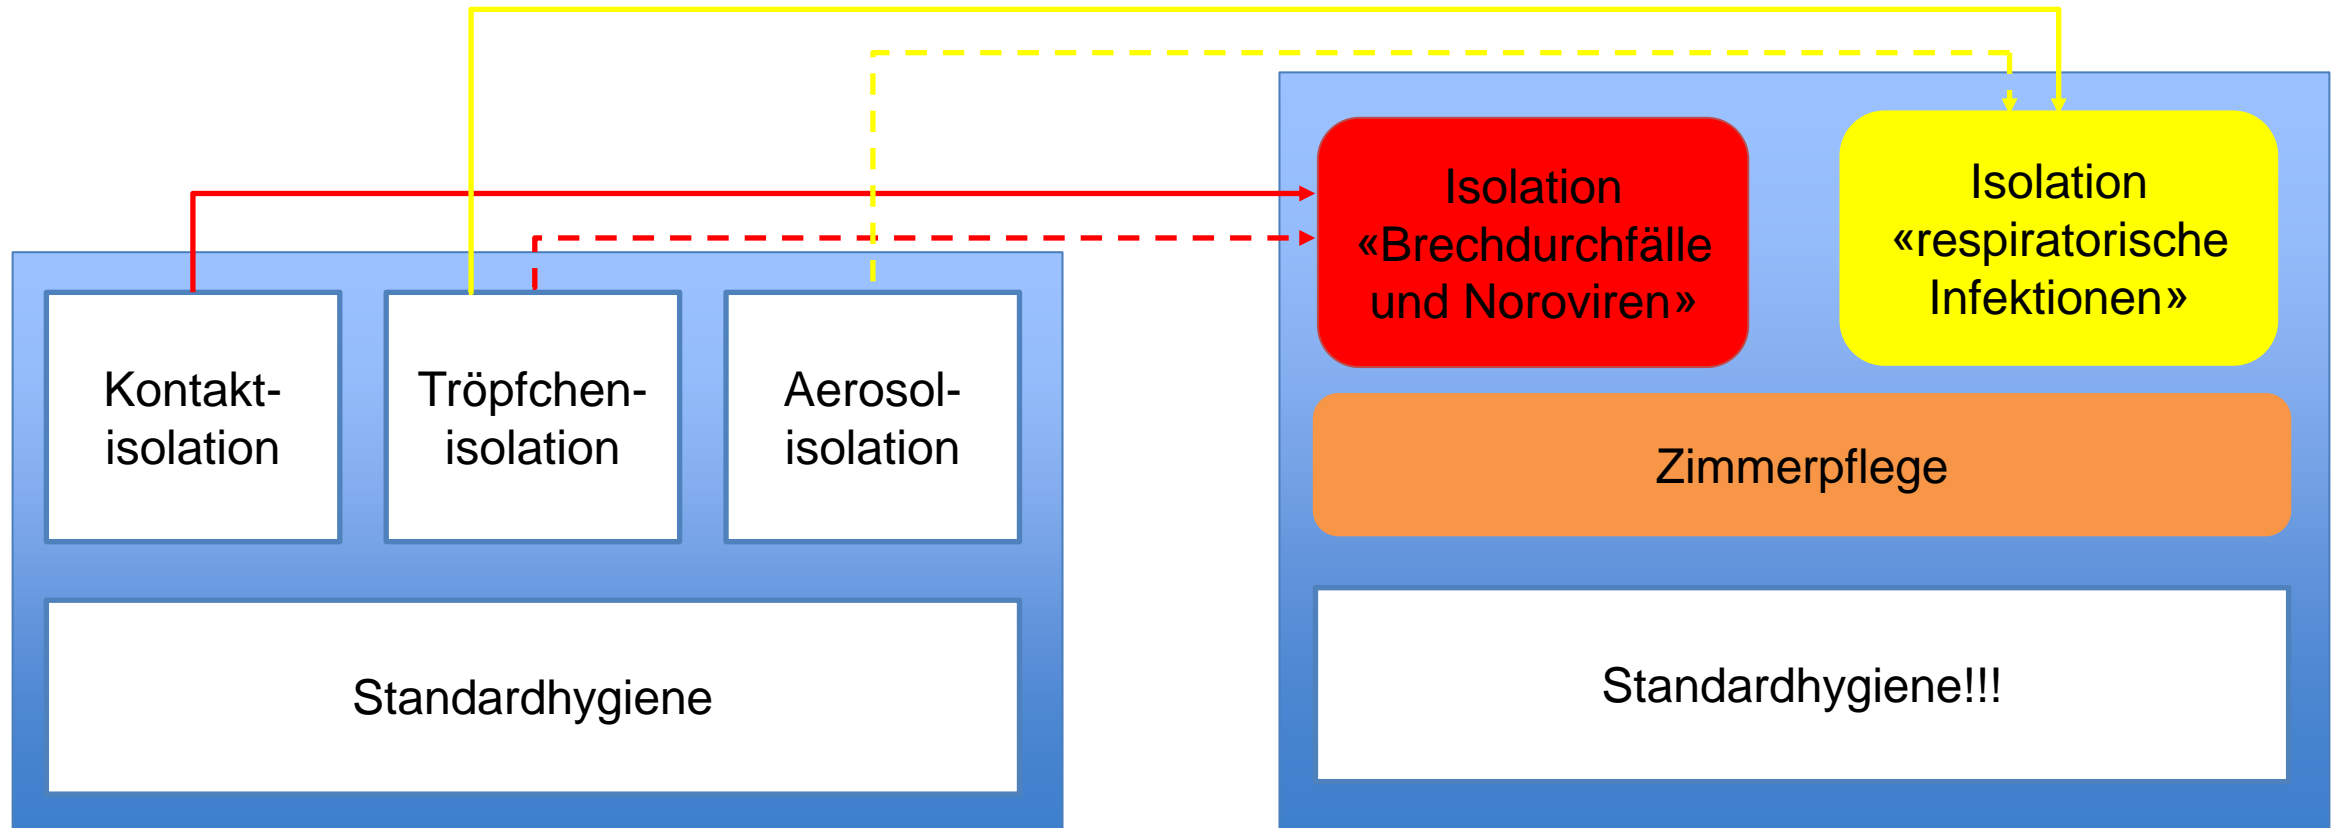 Kontakt-
isolation
Tröpfchen-
isolation
Aerosol-
isolation
Standardhygiene
Isolation
«Brechdurchfälle
und Noroviren»
Isolation
«respiratorische
Infektionen»
Zimmerpflege
Standardhygiene!!!